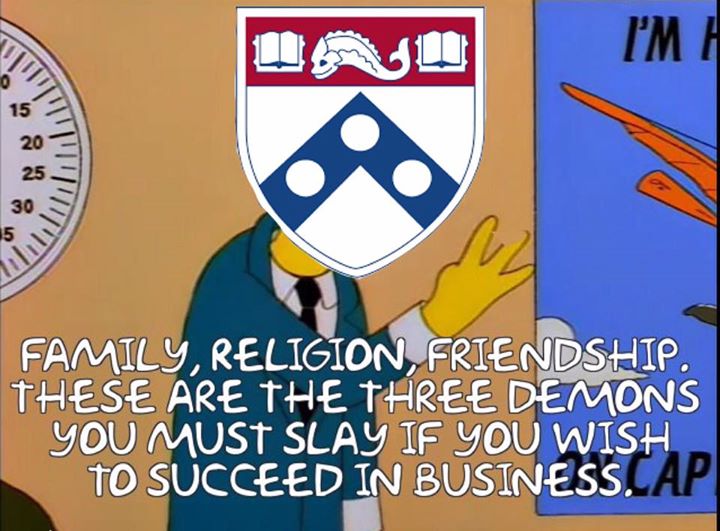 I'M
15
20
25
30
FAMILY, RELIGION, FRIENDSHIP.
THESE ARE THE THREE DEMONS
YOU MUST SLAY IF YOU WISH
TO SUCCEED IN BUSINESS.